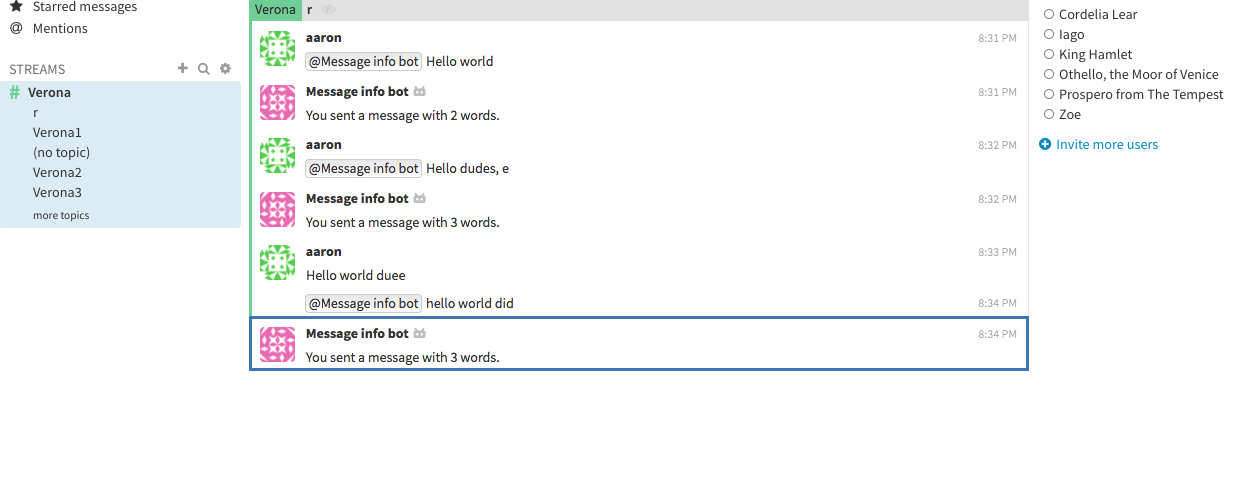 Starred messages
@ Mentions
STREAMS
# Verona
r
Verona1
(no topic)
Verona2
Verona3
more topics
Verona r
aaron 8:31 PM
@Message info bot Hello world
Message info bot 8:31 PM
You sent a message with 2 words.
aaron 8:32 PM
@Message info bot Hello dudes, e
Message info bot 8:32 PM
You sent a message with 3 words.
aaron 8:33 PM
Hello world duee
@Message info bot hello world did 8:34 PM
Message info bot 8:34 PM
You sent a message with 3 words.
Cordelia Lear
Iago
King Hamlet
Othello, the Moor of Venice
Prospero from The Tempest
Zoe
Invite more users